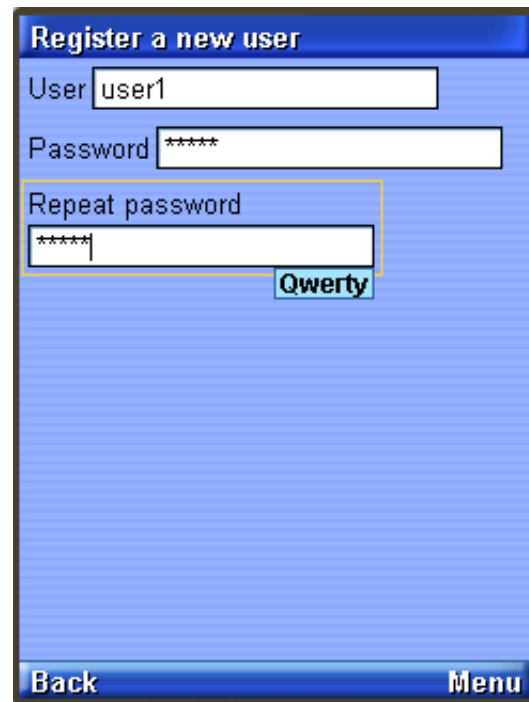 Register a new user
User user1
Password *****
Repeat password
*****
Qwerty
Back Menu